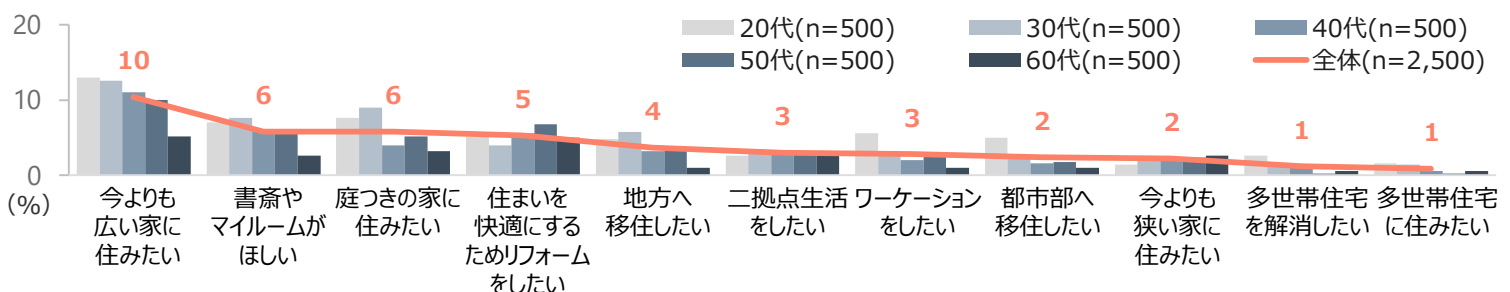 20
10
0
(%)
20代(n=500)
30代(n=500)
40代(n=500)
50代(n=500)
60代(n=500)
全体(n=2,500)
10
6
6
5
4
3
3
2
2
1
1
今よりも
広い家に
住みたい
書斎や
マイルームが
ほしい
庭つきの家に
住みたい
住まいを
快適にする
ためリフォーム
をしたい
地方へ
移住したい
二拠点生活
をしたい
ワーケーション
をしたい
都市部へ
移住したい
今よりも
狭い家に
住みたい
多世帯住宅
を解消したい
多世帯住宅
に住みたい